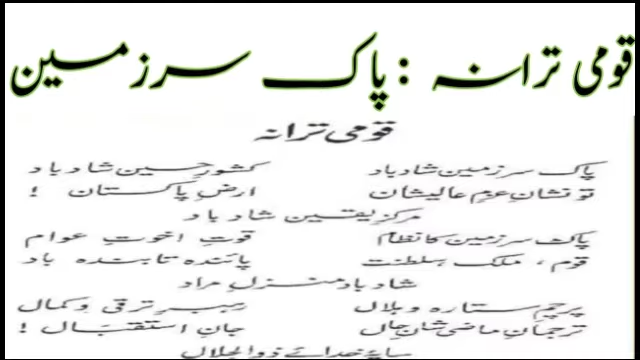 قومی ترانہ : پاک سرزمین
قومی ترانہ
پاک سرزمین شاد باد کشورِ حسین شاد باد
تو نشانِ عزمِ عالیشان ارضِ پاکستان !
مرکزِ یقین شاد باد
پاک سرزمین کا نظام قوتِ اخوتِ عوام
قوم ، ملک ، سلطنت پائندہ تابندہ باد
شاد باد منزلِ مراد
پرچمِ ستارہ و ہلال رہبرِ ترقی و کمال
ترجمانِ ماضی شانِ حال جانِ استقبال !
سایۂ خدائے ذوالجلال